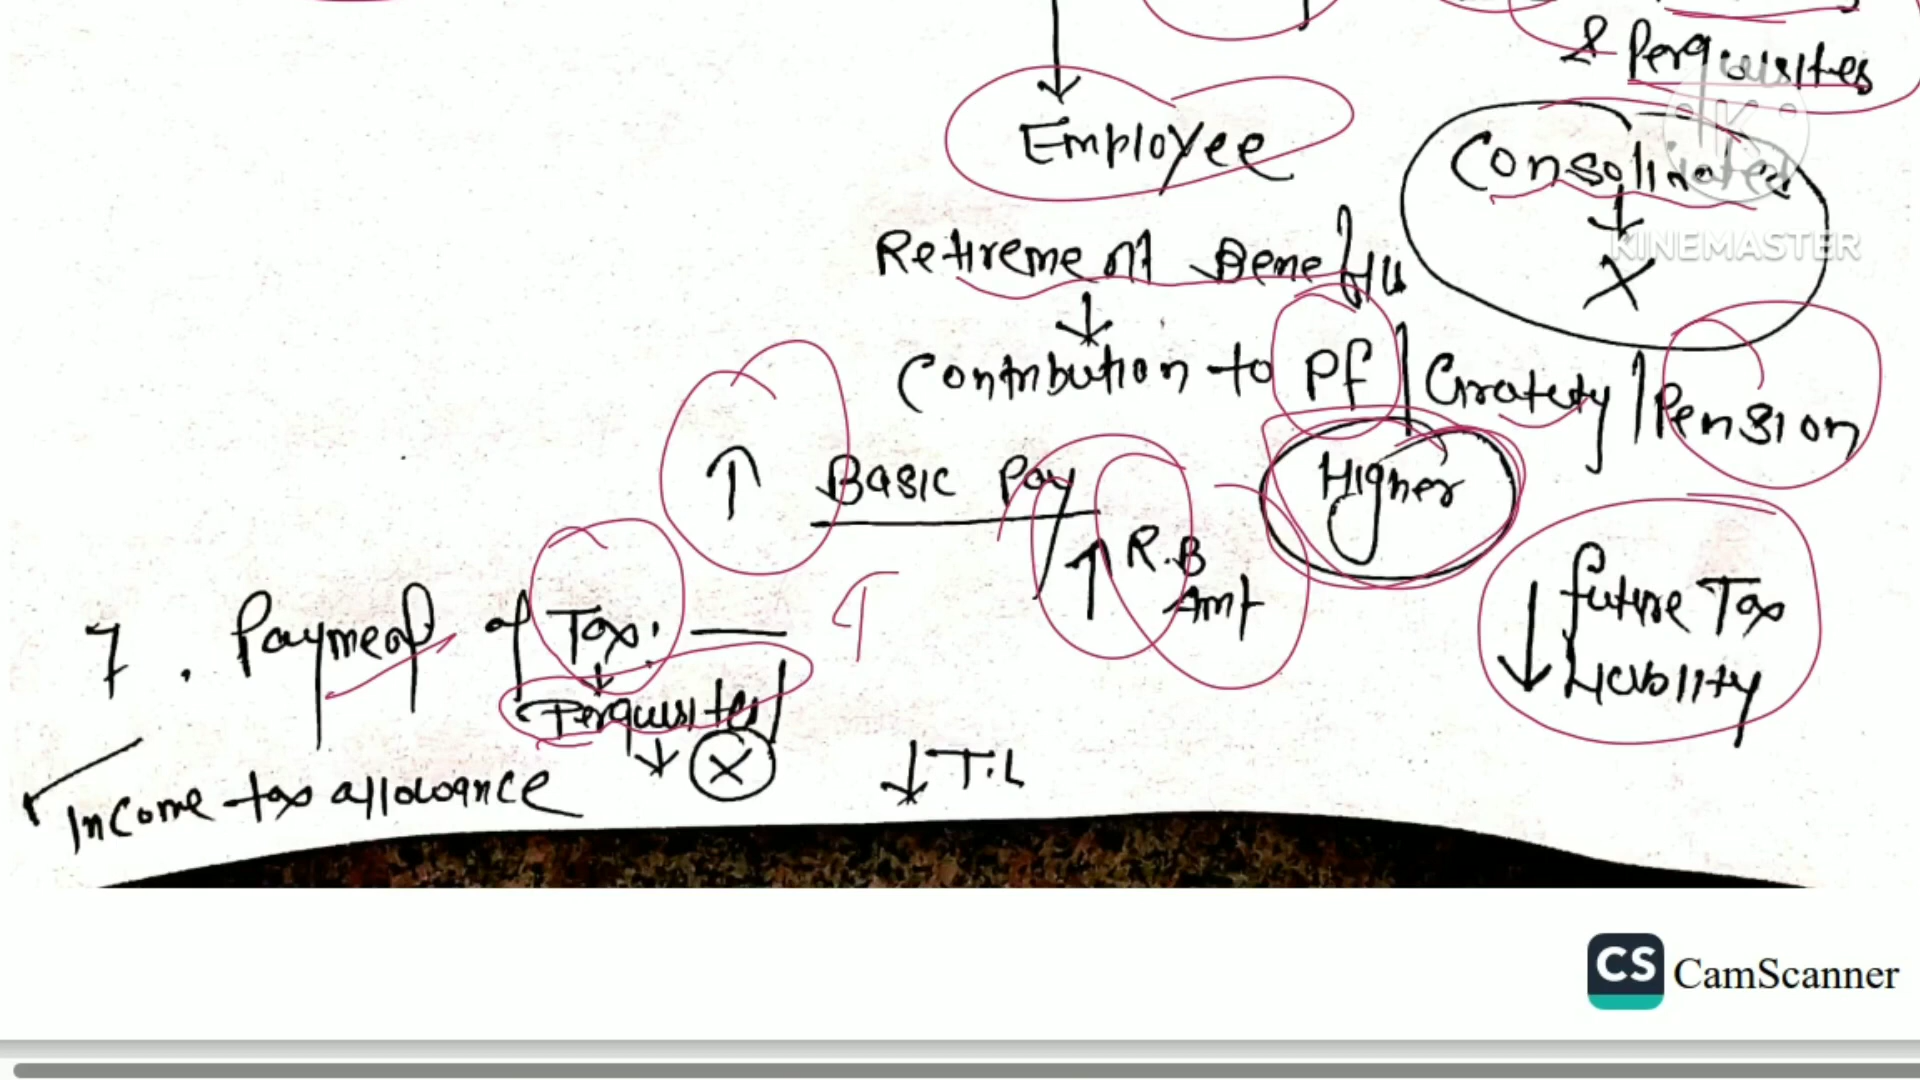 & Perquisites
Employee
Consolidated
X
KINEMASTER
Retirement Benefits
Contribution to PF | Gratuty | Pension
↑ Basic Pay
Higher
↑ R.B
Amt
↓ future Tax
Liability
7. Payment of Tax. —
Perquisites
X
↓ T.L
Income tax allowance
CS CamScanner